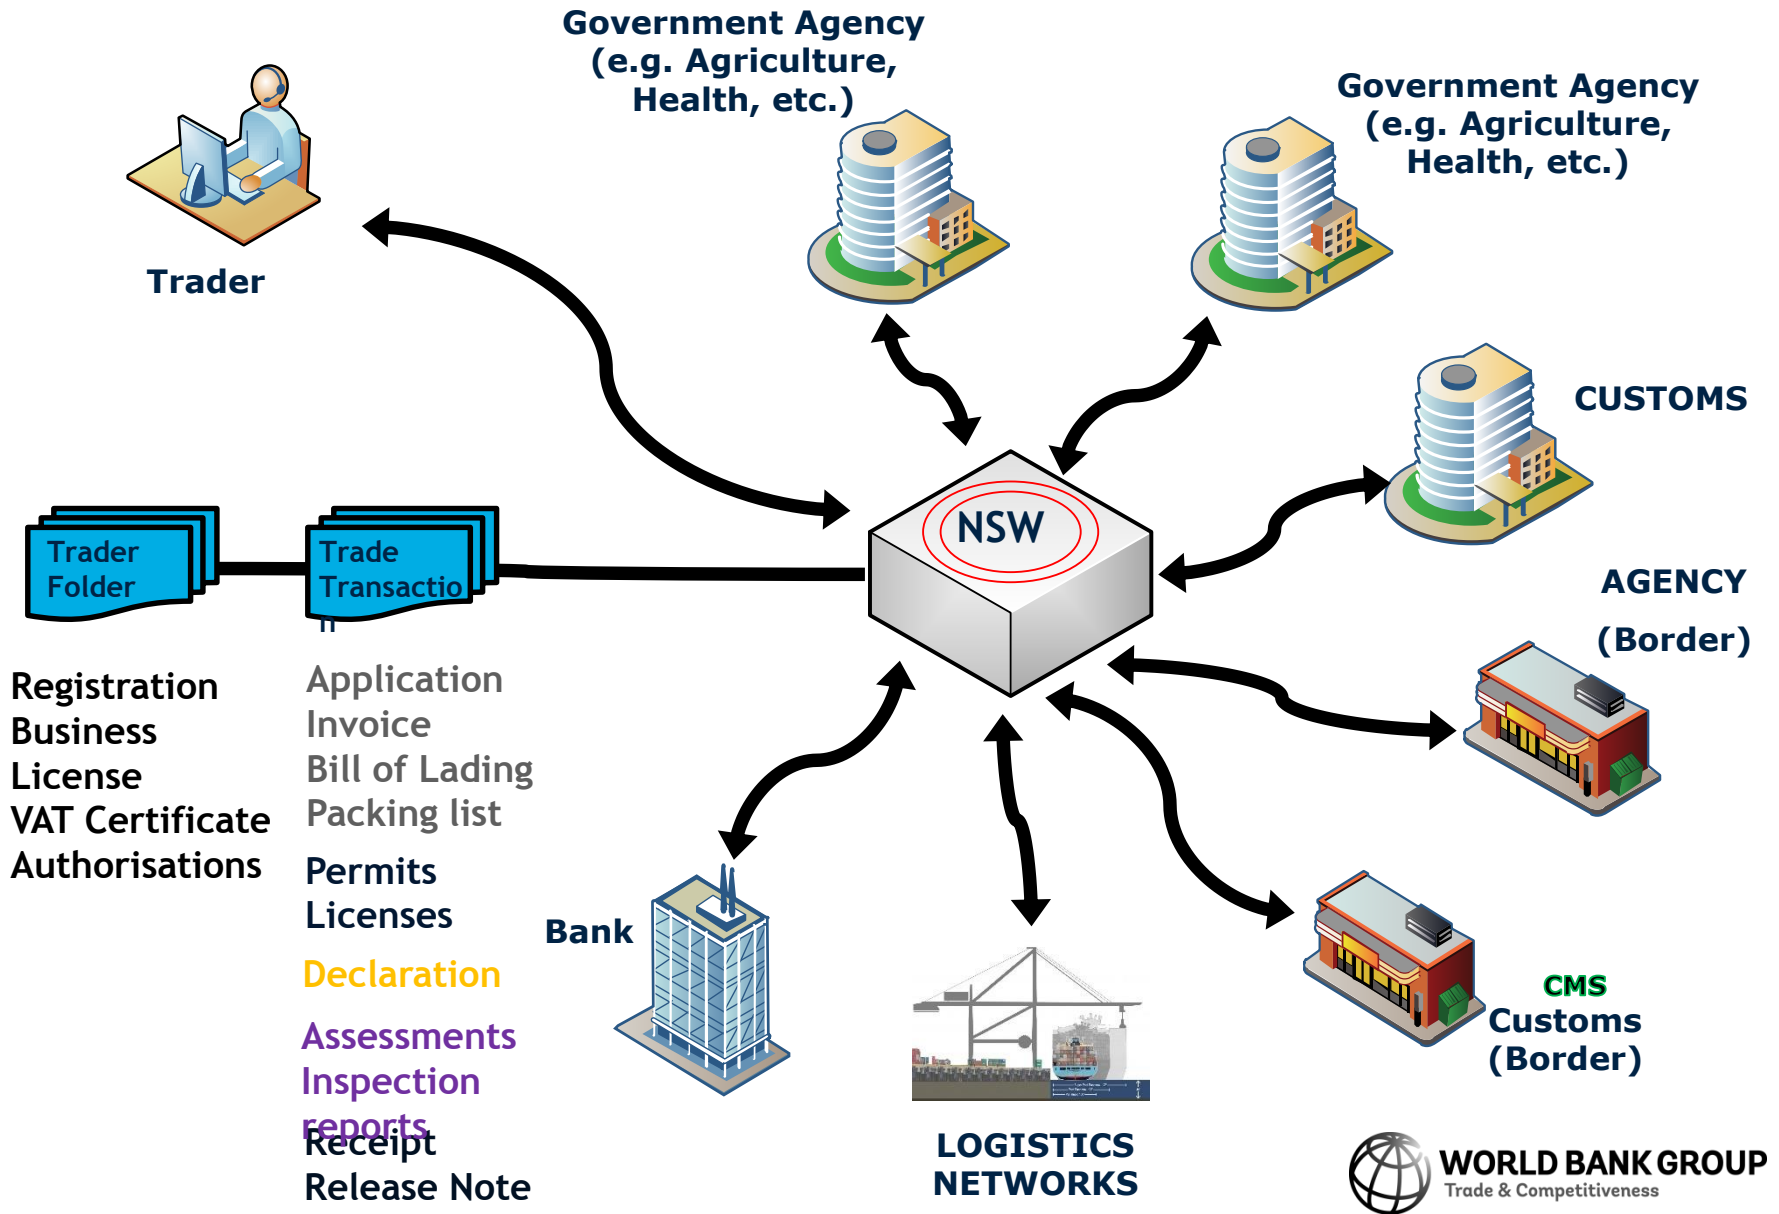 Government Agency
(e.g. Agriculture,
Health, etc.)
Government Agency
(e.g. Agriculture,
Health, etc.)
Trader
CUSTOMS
NSW
Trader
Folder
Trade
Transactio
n
AGENCY
(Border)
Registration
Business
License
VAT Certificate
Authorisations
Application
Invoice
Bill of Lading
Packing list
Permits
Licenses
Declaration
Assessments
Inspection
reports
Receipt
Release Note
Bank
LOGISTICS
NETWORKS
CMS
Customs
(Border)
WORLD BANK GROUP
Trade & Competitiveness